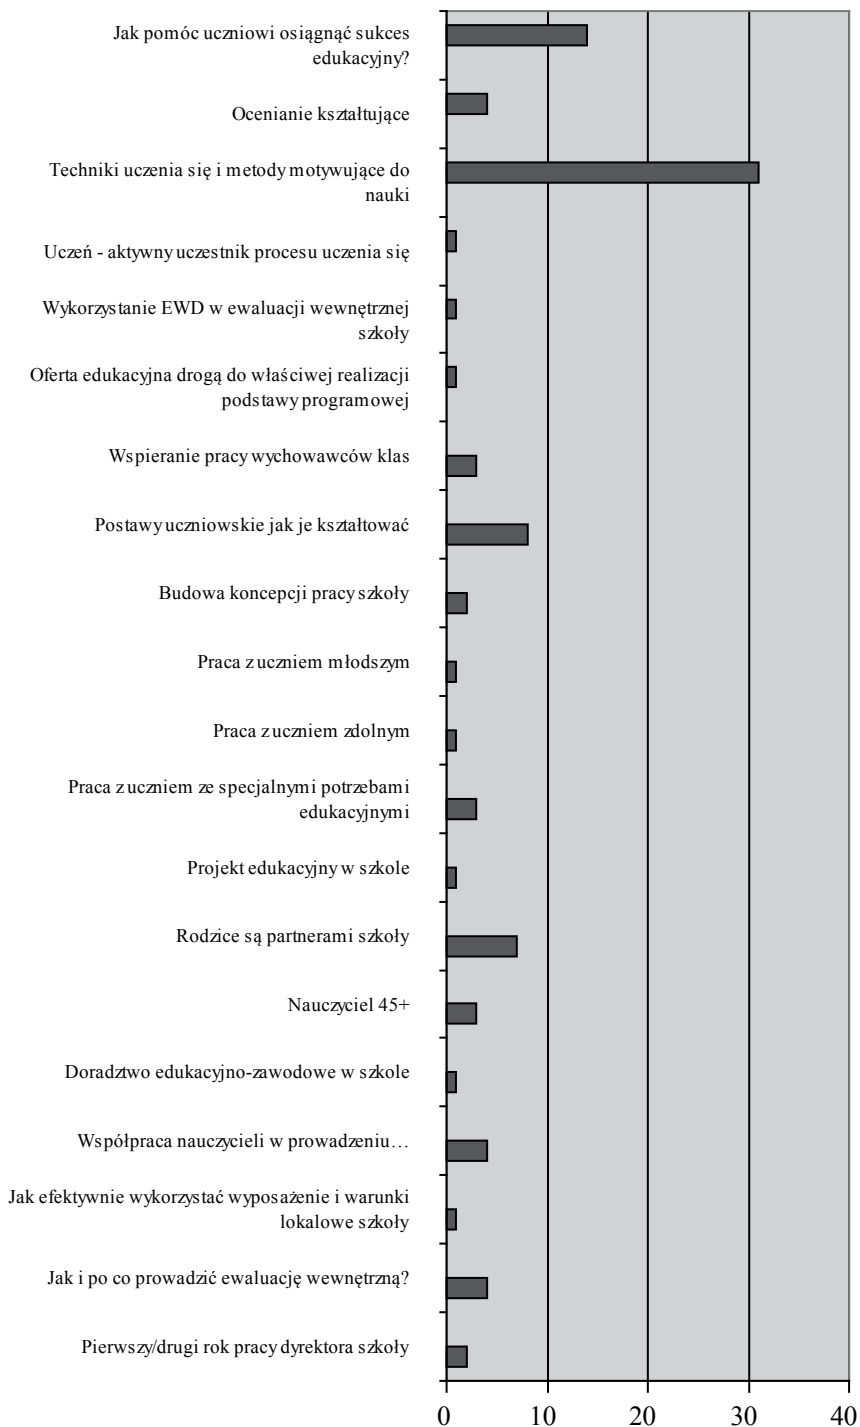 Jak pomóc uczniowi osiągnąć sukces
edukacyjny?
Ocenianie kształtujące
Techniki uczenia się i metody motywujące do
nauki
Uczeń - aktywny uczestnik procesu uczenia się
Wykorzystanie EWD w ewaluacji wewnętrznej
szkoły
Oferta edukacyjna drogą do właściwej realizacji
podstawy programowej
Wspieranie pracy wychowawców klas
Postawy uczniowskie jak je kształtować
Budowa koncepcji pracy szkoły
Praca z uczniem młodszym
Praca z uczniem zdolnym
Praca z uczniem ze specjalnymi potrzebami
edukacyjnymi
Projekt edukacyjny w szkole
Rodzice są partnerami szkoły
Nauczyciel 45+
Doradztwo edukacyjno-zawodowe w szkole
Współpraca nauczycieli w prowadzeniu…
Jak efektywnie wykorzystać wyposażenie i warunki
lokalowe szkoły
Jak i po co prowadzić ewaluację wewnętrzną?
Pierwszy/drugi rok pracy dyrektora szkoły
0 10 20 30 40